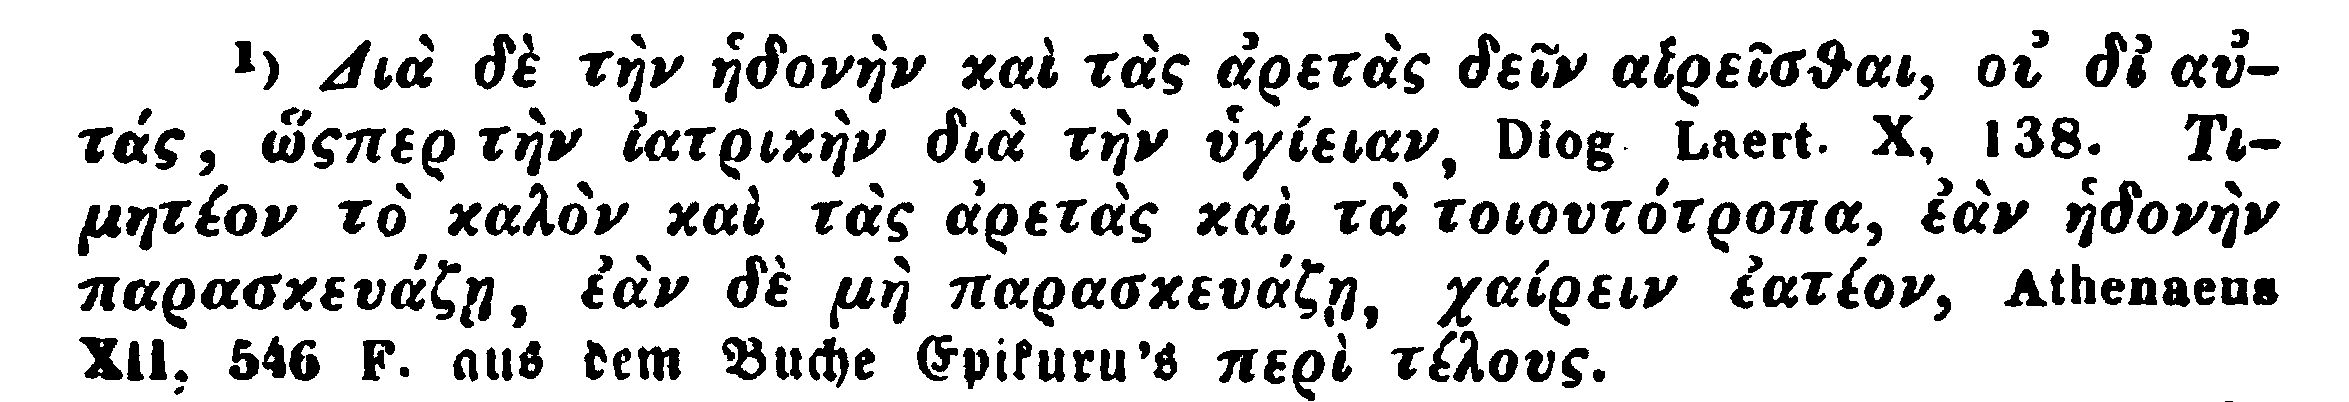 1) Διὰ δὲ τὴν ἡδονὴν καὶ τὰς ἀρετὰς δεῖν αἱρεῖσθαι, οὐ δι᾽ αὐ-
τάς, ὥςπερ τὴν ἰατρικὴν διὰ τὴν ὑγίειαν, Diog. Laert. X, 138. Τι-
μητέον τὸ καλὸν καὶ τὰς ἀρετὰς καὶ τὰ τοιουτότροπα, ἐὰν ἡδονὴν
παρασκευάζῃ, ἐὰν δὲ μὴ παρασκευάζῃ, χαίρειν ἐατέον, Athenaeus
XII, 546 F. aus dem Buche Epikuru's περὶ τέλους.